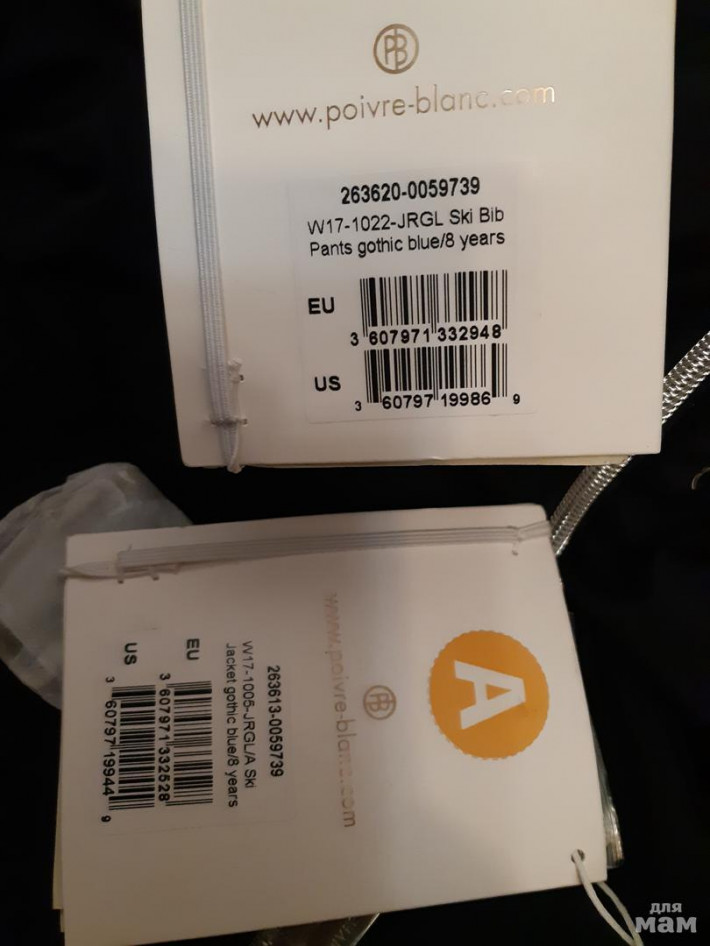 PB
www.poivre-blanc.com
263620-0059739
W17-1022-JRGL Ski Bib
Pants gothic blue/8 years
EU
3 607971 332948
US
3 60797 19986 9
A
www.poivre-blanc.com
PB
263613-0059739
W17-1005-JRGL/A Ski
Jacket gothic blue/8 years
EU
3 607971 332528
US
3 60797 19944 9
для
мам